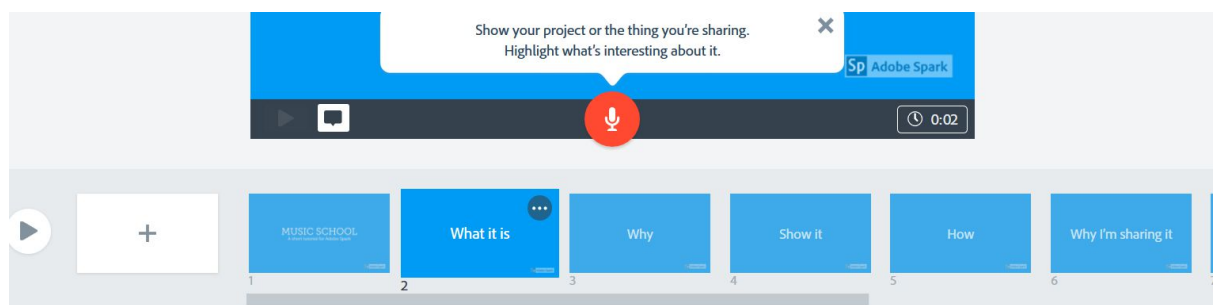 Show your project or the thing you're sharing.
Highlight what's interesting about it.
Sp Adobe Spark
0:02
MUSIC SCHOOL
What it is
Why
Show it
How
Why I'm sharing it
1
2
3
4
5
6